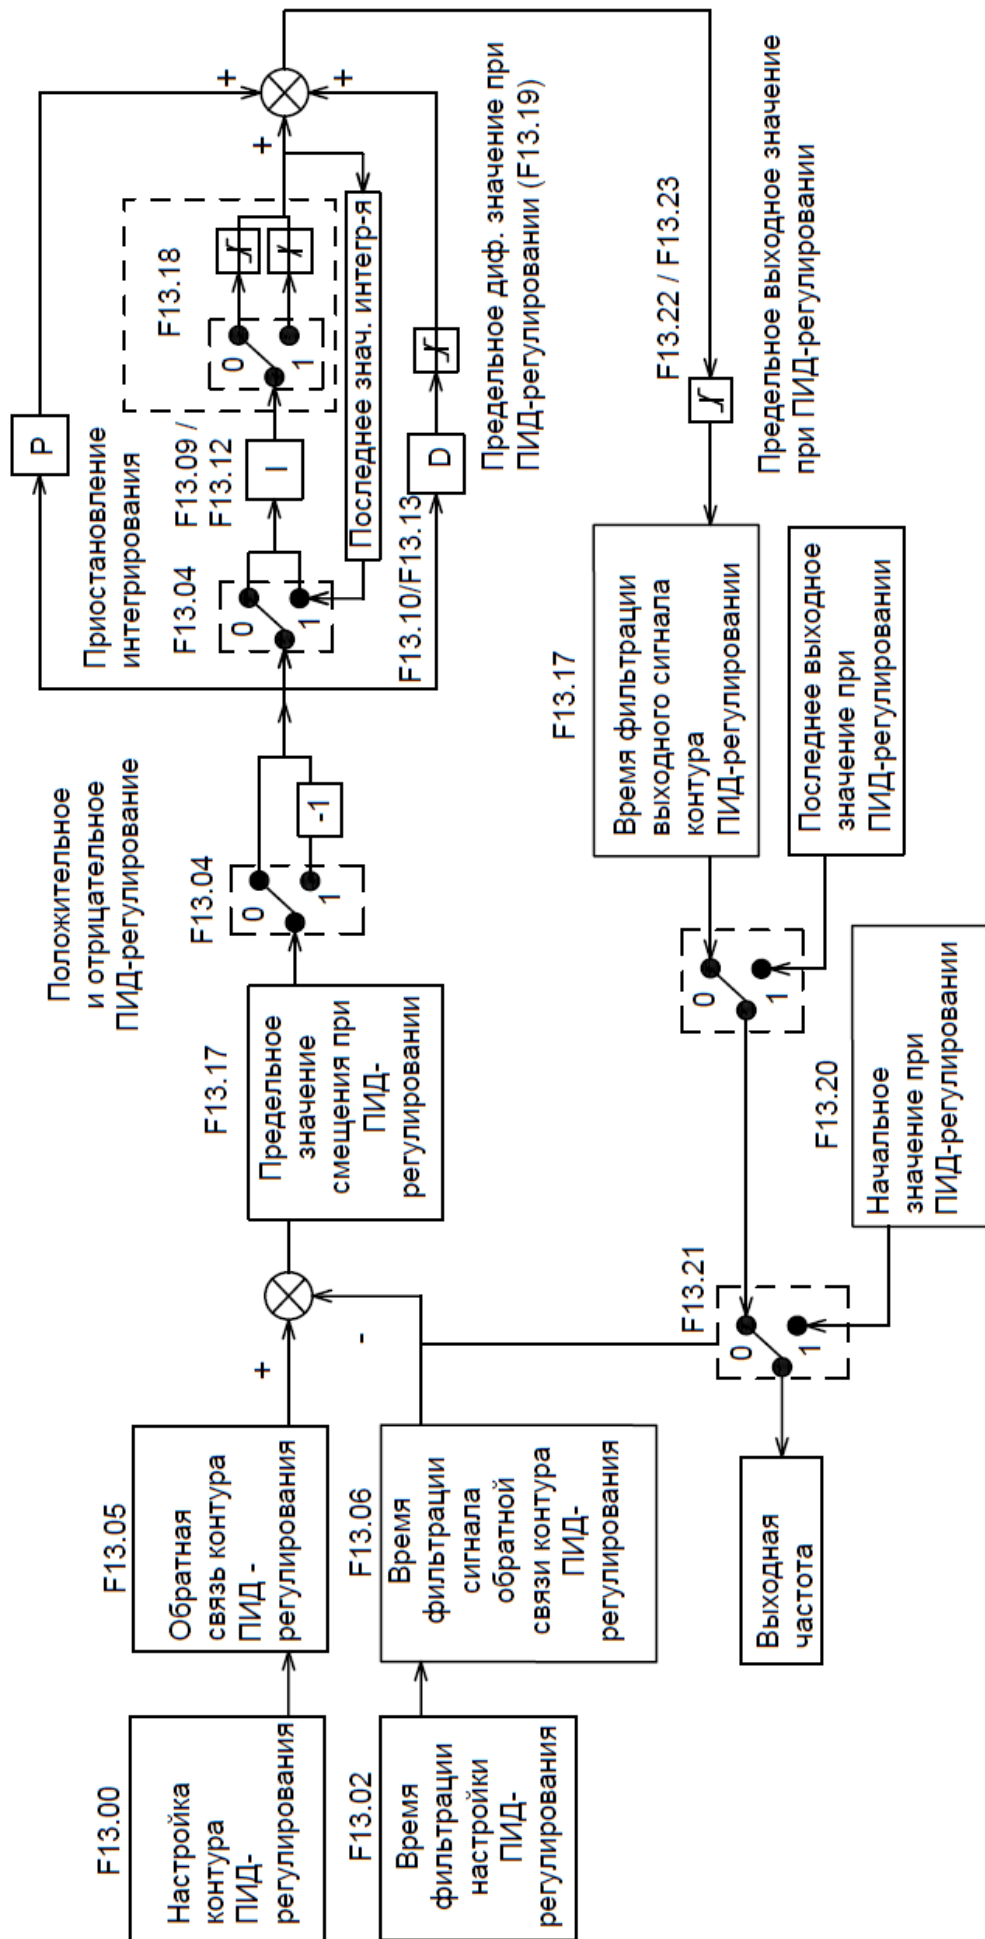 F13.00
Настройка
контура
ПИД-
регулирования
F13.05
Обратная
связь контура
ПИД -
регулирования
+
F13.02
Время
фильтрации
настройки
ПИД-
регулирования
F13.06
Время
фильтрации
сигнала
обратной
связи контура
ПИД-
регулирования
-
F13.17
Предельное
значение
смещения при
ПИД-
регулировании
Положительное
и отрицательное
ПИД-регулирование
F13.04
0
1
-1
Приостановление
интегрирования
F13.04
0
1
P
F13.09 /
F13.12
I
F13.18
0
1
Последнее знач. интегр-я
F13.10/F13.13
D
Предельное диф. значение при
ПИД-регулировании (F13.19)
+
+
+
F13.22 / F13.23
Предельное выходное значение
при ПИД-регулировании
F13.17
Время фильтрации
выходного сигнала
контура
ПИД-регулировании
Последнее выходное
значение при
ПИД-регулировании
0
1
F13.20
Начальное
значение при
ПИД-регулировании
F13.21
0
1
Выходная
частота